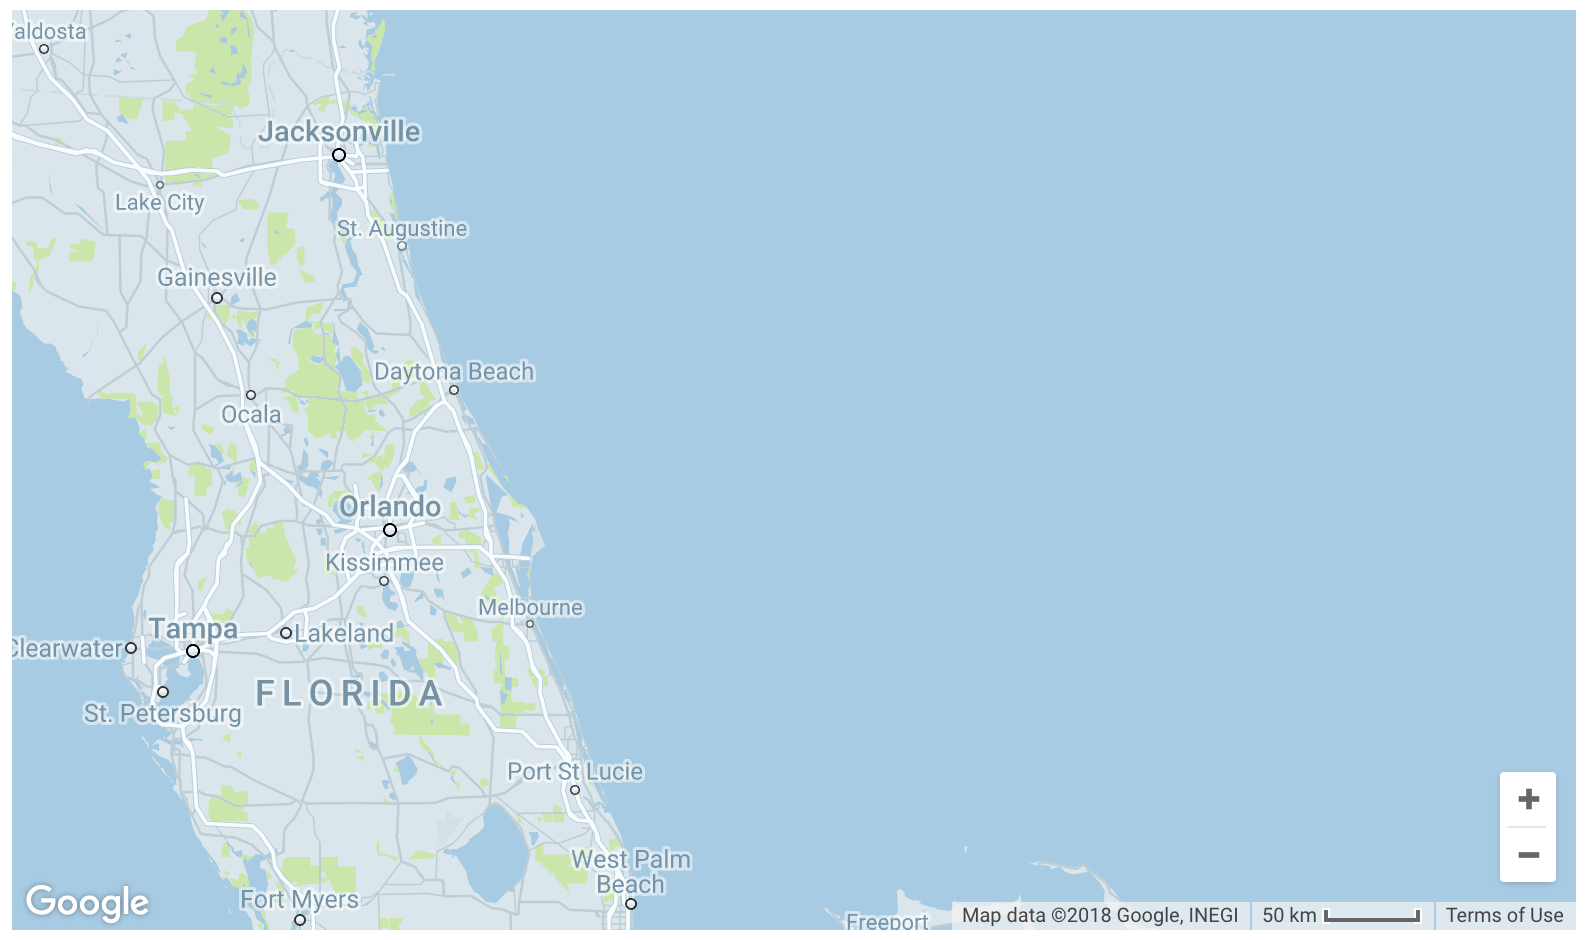 aldosta
Jacksonville
Lake City
St. Augustine
Gainesville
Daytona Beach
Ocala
Orlando
Kissimmee
Melbourne
Tampa
Lakeland
Clearwater
FLORIDA
St. Petersburg
Port St Lucie
West Palm
Beach
Fort Myers
Google
Freeport
Map data ©2018 Google, INEGI
50 km
Terms of Use